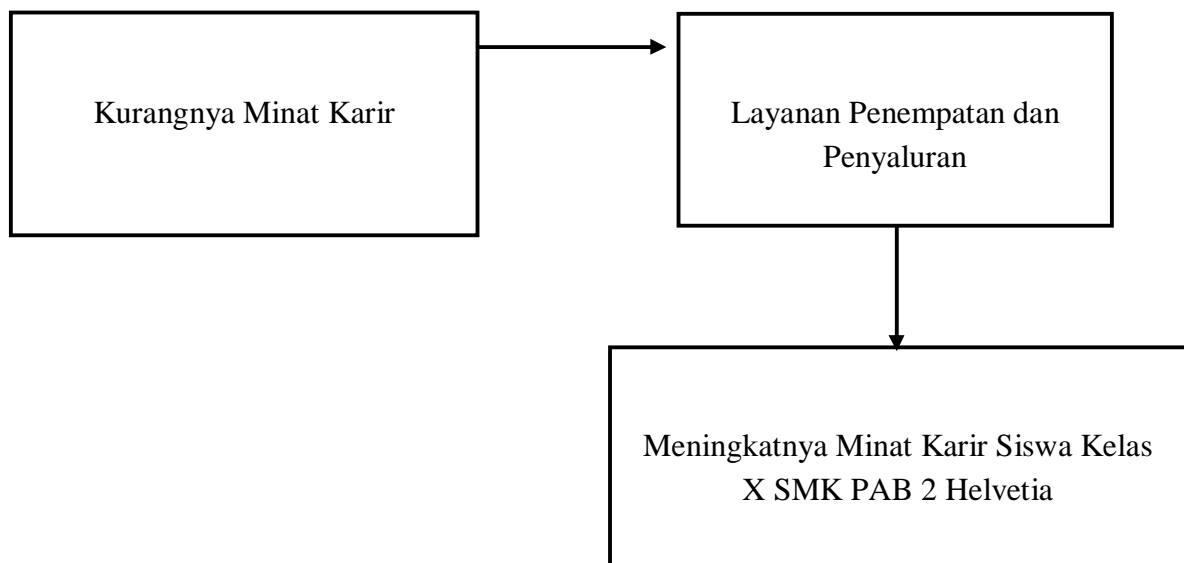 Kurangnya Minat Karir
Layanan Penempatan dan
Penyaluran
Meningkatnya Minat Karir Siswa Kelas
X SMK PAB 2 Helvetia